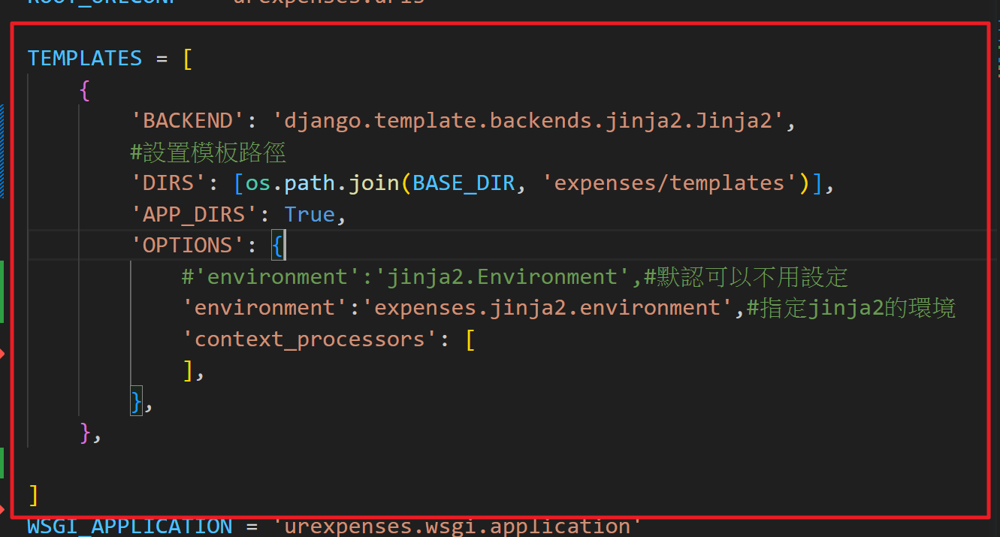 TEMPLATES = [
    {
        'BACKEND': 'django.template.backends.jinja2.Jinja2',
        #設置模板路徑
        'DIRS': [os.path.join(BASE_DIR, 'expenses/templates')],
        'APP_DIRS': True,
        'OPTIONS': {
            #'environment':'jinja2.Environment',#默認可以不用設定
            'environment':'expenses.jinja2.environment',#指定jinja2的環境
            'context_processors': [
            ],
        },
    },
]
WSGI_APPLICATION = 'urexpenses.wsgi.application'